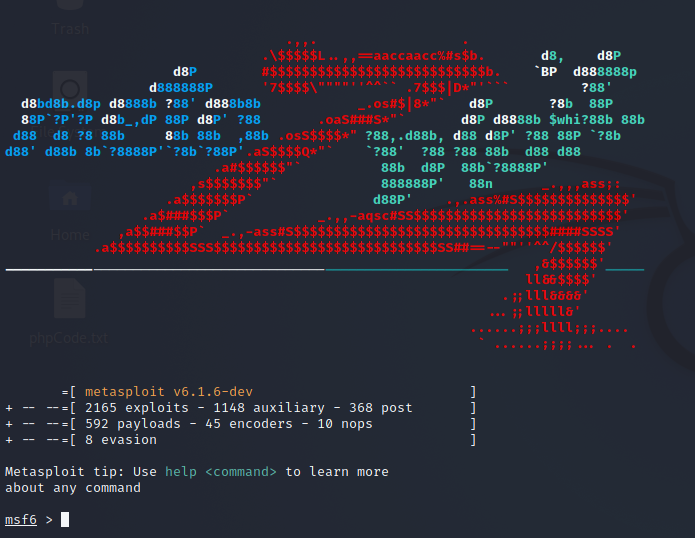 Trash
Home
phpCode.txt
=[ metasploit v6.1.6-dev ]
+ -- --=[ 2165 exploits - 1148 auxiliary - 368 post ]
+ -- --=[ 592 payloads - 45 encoders - 10 nops ]
+ -- --=[ 8 evasion ]
Metasploit tip: Use help <command> to learn more
about any command
msf6 >